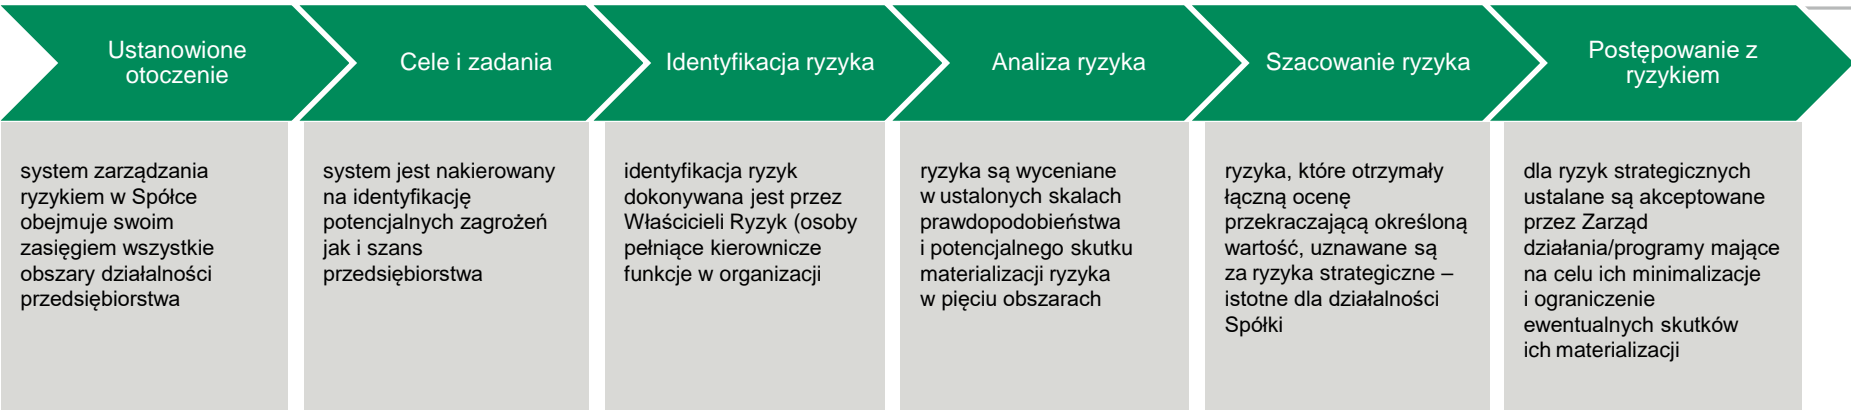 Ustanowione
otoczenie
Cele i zadania
Identyfikacja ryzyka
Analiza ryzyka
Szacowanie ryzyka
Postępowanie z
ryzykiem
system zarządzania
ryzykiem w Spółce
obejmuje swoim
zasięgiem wszystkie
obszary działalności
przedsiębiorstwa
system jest nakierowany
na identyfikację
potencjalnych zagrożeń
jak i szans
przedsiębiorstwa
identyfikacja ryzyk
dokonywana jest przez
Właścicieli Ryzyk (osoby
pełniące kierownicze
funkcje w organizacji
ryzyka są wyceniane
w ustalonych skalach
prawdopodobieństwa
i potencjalnego skutku
materializacji ryzyka
w pięciu obszarach
ryzyka, które otrzymały
łączną ocenę
przekraczającą określoną
wartość, uznawane są
za ryzyka strategiczne –
istotne dla działalności
Spółki
dla ryzyk strategicznych
ustalane są akceptowane
przez Zarząd
działania/programy mające
na celu ich minimalizacje
i ograniczenie
ewentualnych skutków
ich materializacji